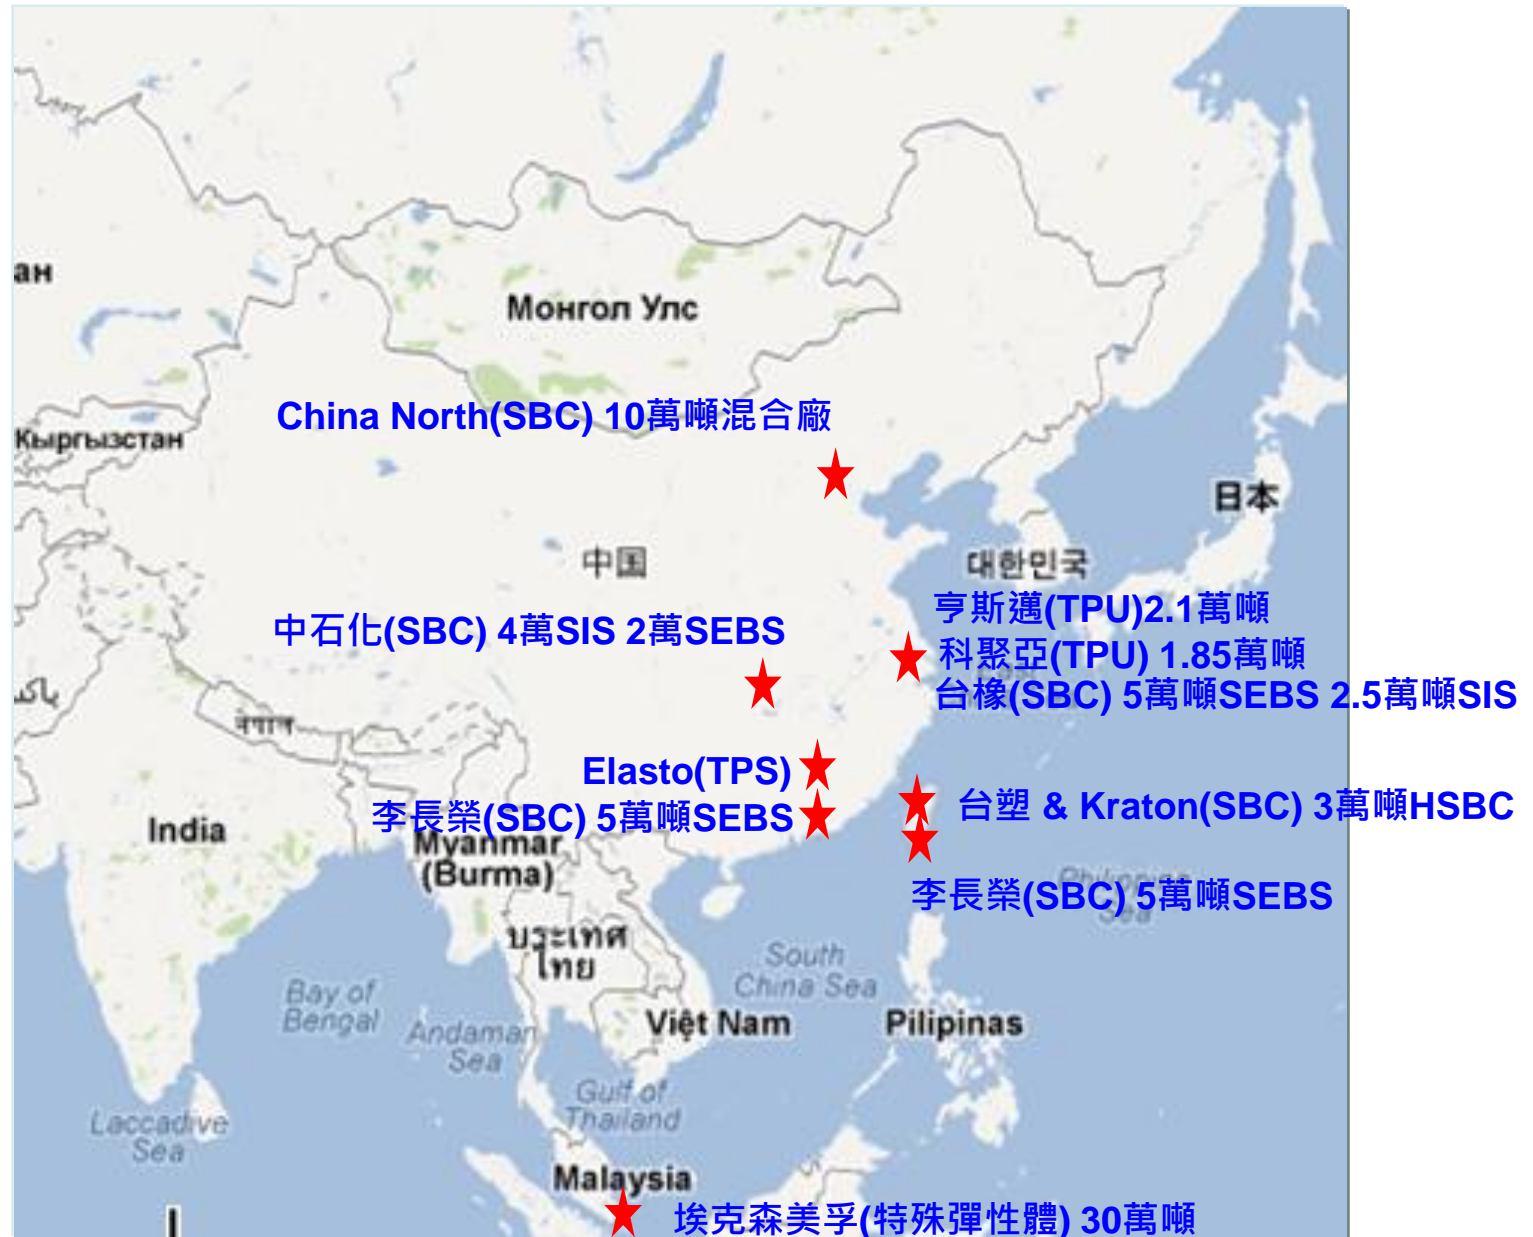 ан
Монгол Улс
China North(SBC) 10萬噸混合廠
Кыргызстан
日本
中国
대한민국
亨斯邁(TPU)2.1萬噸
中石化(SBC) 4萬SIS 2萬SEBS
科聚亞(TPU) 1.85萬噸
台橡(SBC) 5萬噸SEBS 2.5萬噸SIS
नेपाल
Elasto(TPS)
台塑 & Kraton(SBC) 3萬噸HSBC
李長榮(SBC) 5萬噸SEBS
India
Myanmar
(Burma)
李長榮(SBC) 5萬噸SEBS
Philippine
Sea
ประเทศ
ไทย
South
China Sea
Bay of
Bengal
Andaman
Sea
Việt Nam
Pilipinas
Gulf of
Thailand
Laccadive
Sea
Malaysia
埃克森美孚(特殊彈性體) 30萬噸